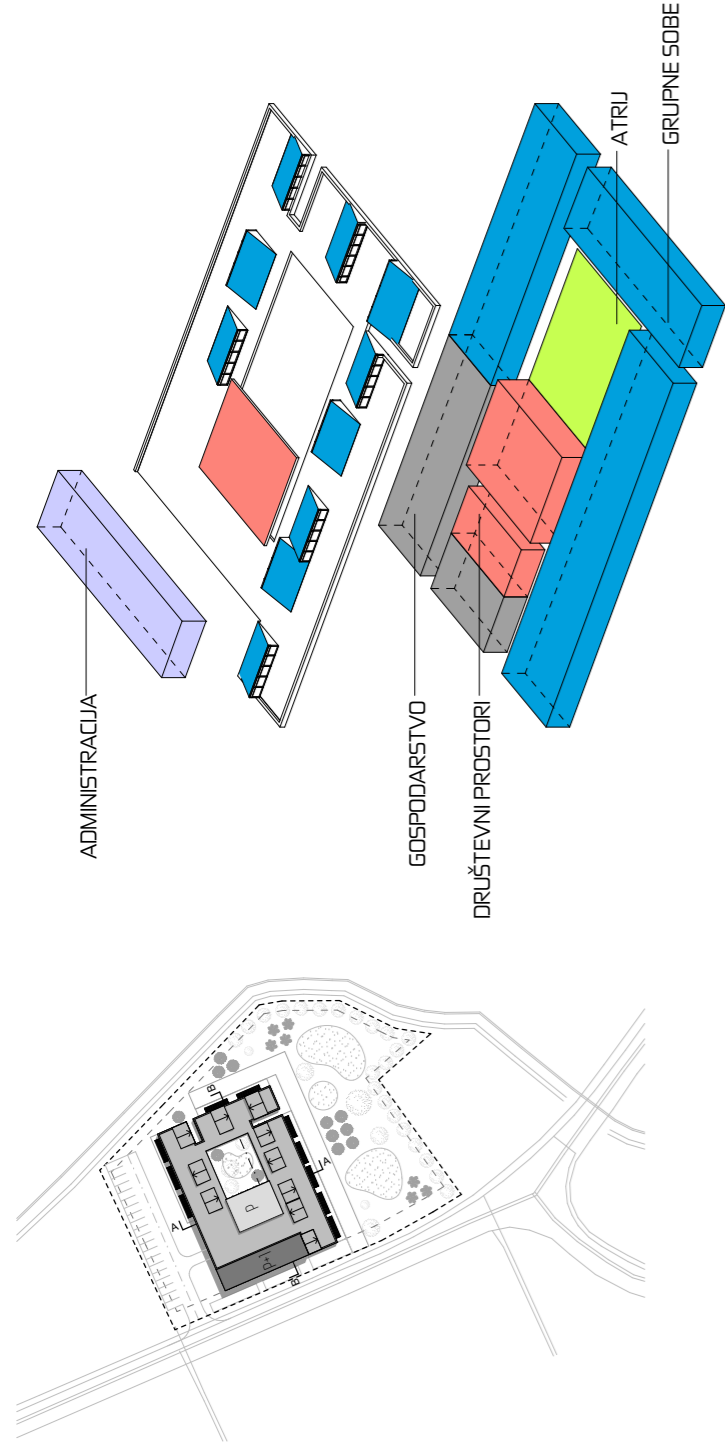 ADMINISTRACIJA
GOSPODARSTVO
DRUŠTEVNI PROSTORI
ATRIJ
GRUPNE SOBE
A
B
P
P+1
A
B